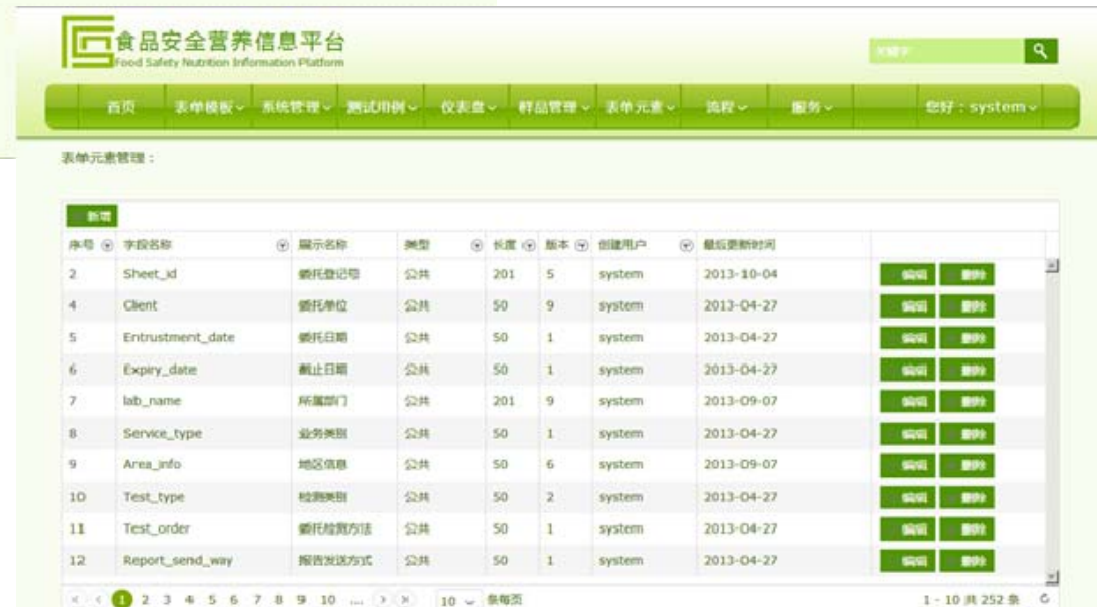 食品安全营养信息平台
Food Safety Nutrition Information Platform
关键字
首页 表单模板 系统管理 测试用例 仪表盘 样品管理 表单元素 流程 服务 您好：system
表单元素管理：
新增
序号 字段名称 展示名称 类型 长度 版本 创建用户 最后更新时间
2 Sheet_id 委托登记号 公共 201 5 system 2013-10-04 编辑 删除
4 Client 委托单位 公共 50 9 system 2013-04-27 编辑 删除
5 Entrustment_date 委托日期 公共 50 1 system 2013-04-27 编辑 删除
6 Expiry_date 截止日期 公共 50 1 system 2013-04-27 编辑 删除
7 lab_name 所属部门 公共 201 9 system 2013-09-07 编辑 删除
8 Service_type 业务类别 公共 50 1 system 2013-04-27 编辑 删除
9 Area_info 地区信息 公共 50 6 system 2013-09-07 编辑 删除
10 Test_type 检测类别 公共 50 2 system 2013-04-27 编辑 删除
11 Test_order 委托检测方法 公共 50 1 system 2013-04-27 编辑 删除
12 Report_send_way 报告发送方式 公共 50 1 system 2013-04-27 编辑 删除
1 2 3 4 5 6 7 8 9 10 ... 10 条每页 1 - 10 共 252 条